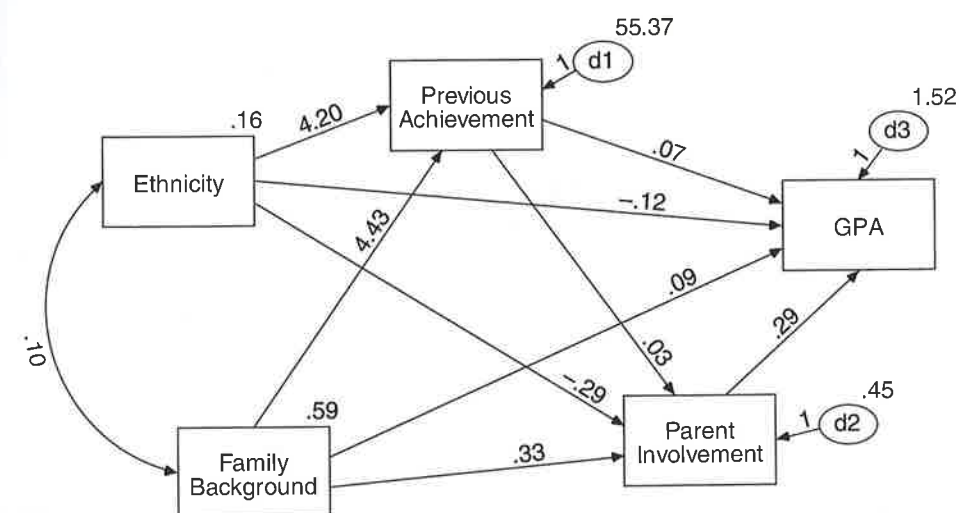 55.37
1
d1
Previous
Achievement
1.52
d3
1
.16
4.20
Ethnicity
.07
-.12
GPA
4.43
.09
.29
.10
.03
-.29
.59
.45
1
d2
Parent
Involvement
.33
Family
Background